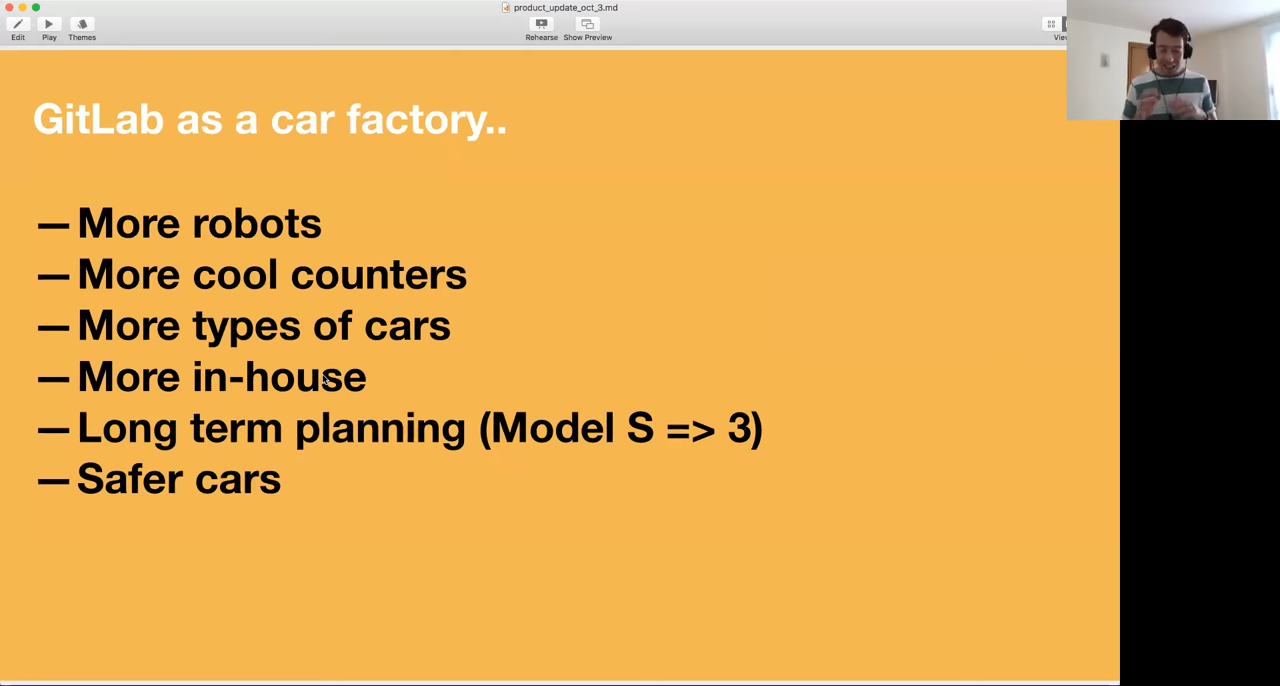 product_update_oct_3.md
Edit
Play
Themes
Rehearse
Show Preview
GitLab as a car factory..
— More robots
— More cool counters
— More types of cars
— More in-house
— Long term planning (Model S => 3)
— Safer cars